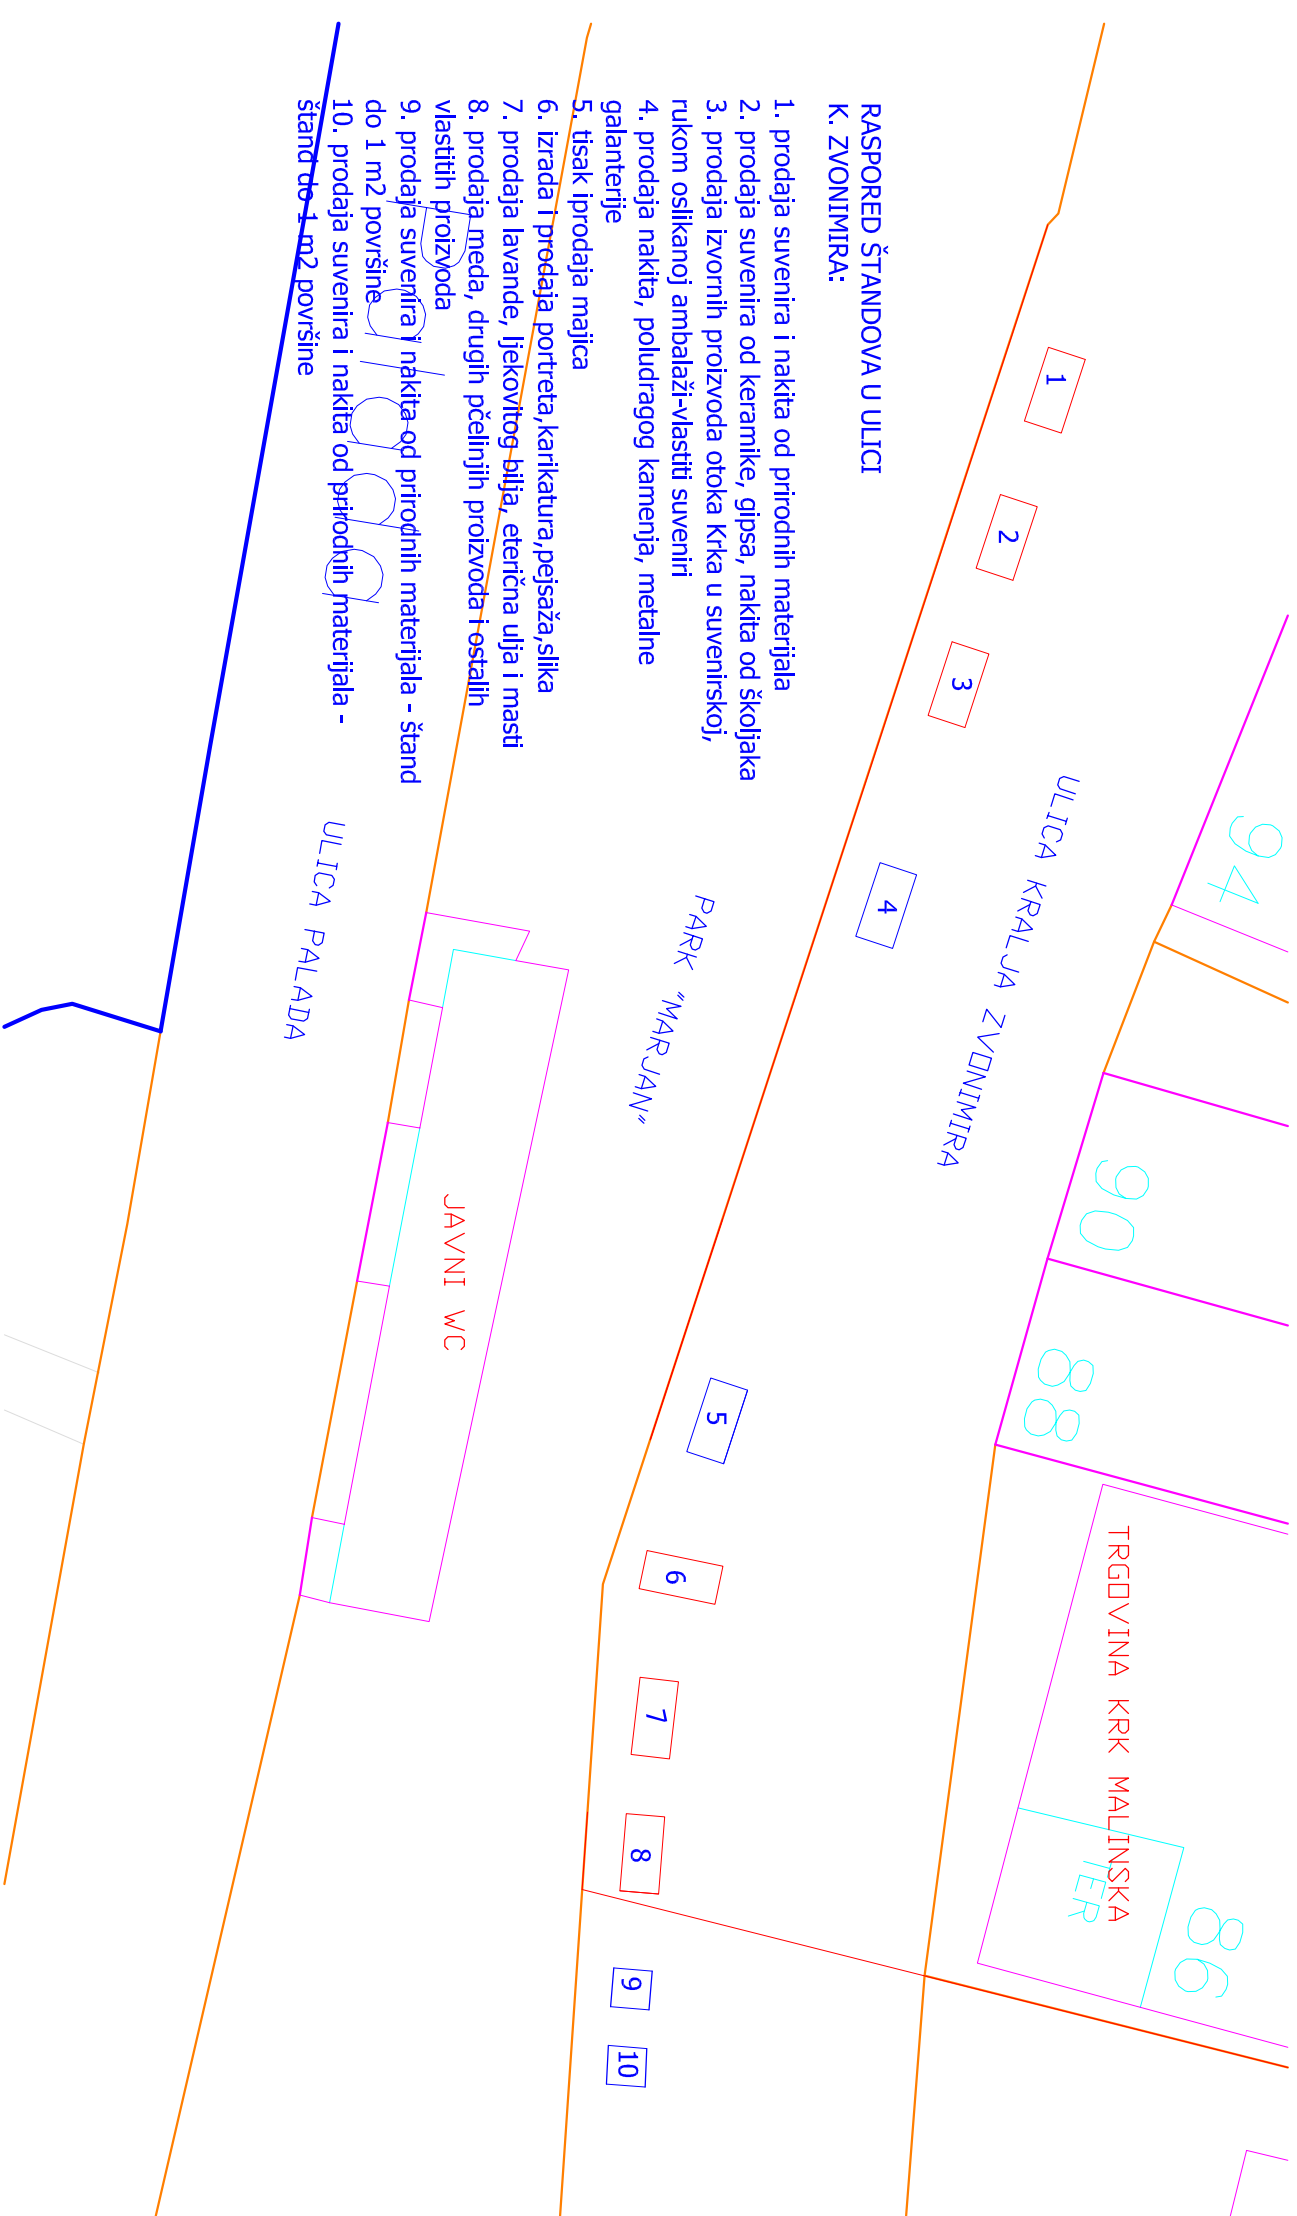 RASPORED ŠTANDOVA U ULICI
K. ZVONIMIRA:
1. prodaja suvenira i nakita od prirodnih materijala
2. prodaja suvenira od keramike, gipsa, nakita od školjaka
3. prodaja izvornih proizvoda otoka Krka u suvenirskoj,
rukom oslikanoj ambalaži-vlastiti suveniri
4. prodaja nakita, poludragog kamenja, metalne
galanterije
5. tisak iprodaja majica
6. izrada i prodaja portreta,karikatura,pejsaža,slika
7. prodaja lavande, ljekovitog bilja, eterična ulja i masti
8. prodaja meda, drugih pčelinjih proizvoda i ostalih
vlastitih proizvoda
9. prodaja suvenira i nakita od prirodnih materijala - štand
do 1 m2 površine
10. prodaja suvenira i nakita od prirodnih materijala -
štand do 1 m2 površine
1
2
3
4
5
6
7
8
9
10
94
90
88
86
ULICA KRALJA ZVONIMIRA
PARK "MARJAN"
ULICA PALADA
JAVNI WC
TRGOVINA KRK MALINSKA
TER